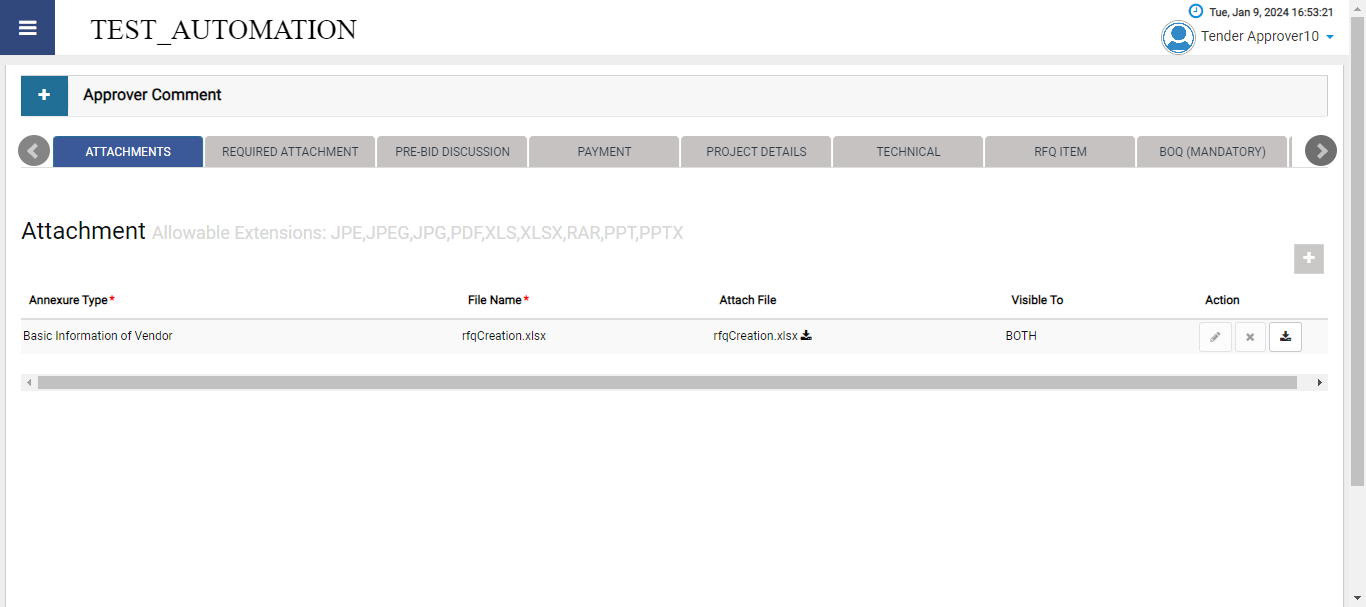 TEST_AUTOMATION
Tue, Jan 9, 2024 16:53:21
Tender Approver10
Approver Comment
ATTACHMENTS REQUIRED ATTACHMENT PRE-BID DISCUSSION PAYMENT PROJECT DETAILS TECHNICAL RFQ ITEM BOQ (MANDATORY)
Attachment Allowable Extensions: JPE,JPEG,JPG,PDF,XLS,XLSX,RAR,PPT,PPTX
Annexure Type* File Name* Attach File Visible To Action
Basic Information of Vendor rfqCreation.xlsx rfqCreation.xlsx BOTH